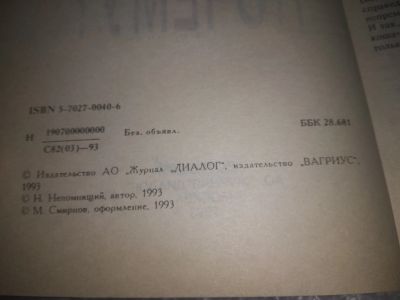 ISBN 5-7027-0040-6
Н 190700000000 Без. объявл. ББК 28.681
С82(03)—93
© Издательство АО „Журнал „ДИАЛОГ", издательство „ВАГРИУС",
1993
© Н. Непомнящий, автор, 1993
© М. Смирнов, оформление, 1993